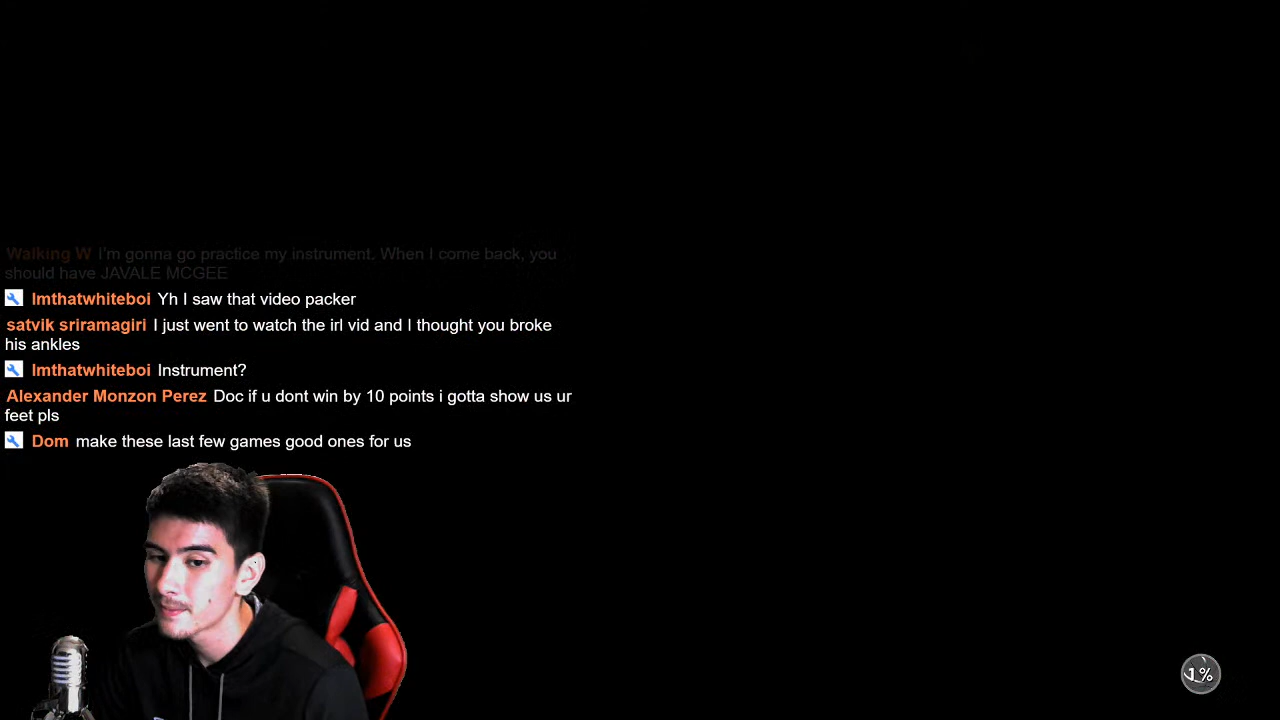 Walking W I'm gonna go practice my instrument. When I come back, you
should have JAVALE MCGEE
Imthatwhiteboi Yh I saw that video packer
satvik sriramagiri I just went to watch the irl vid and I thought you broke
his ankles
Imthatwhiteboi Instrument?
Alexander Monzon Perez Doc if u dont win by 10 points i gotta show us ur
feet pls
Dom make these last few games good ones for us
1%